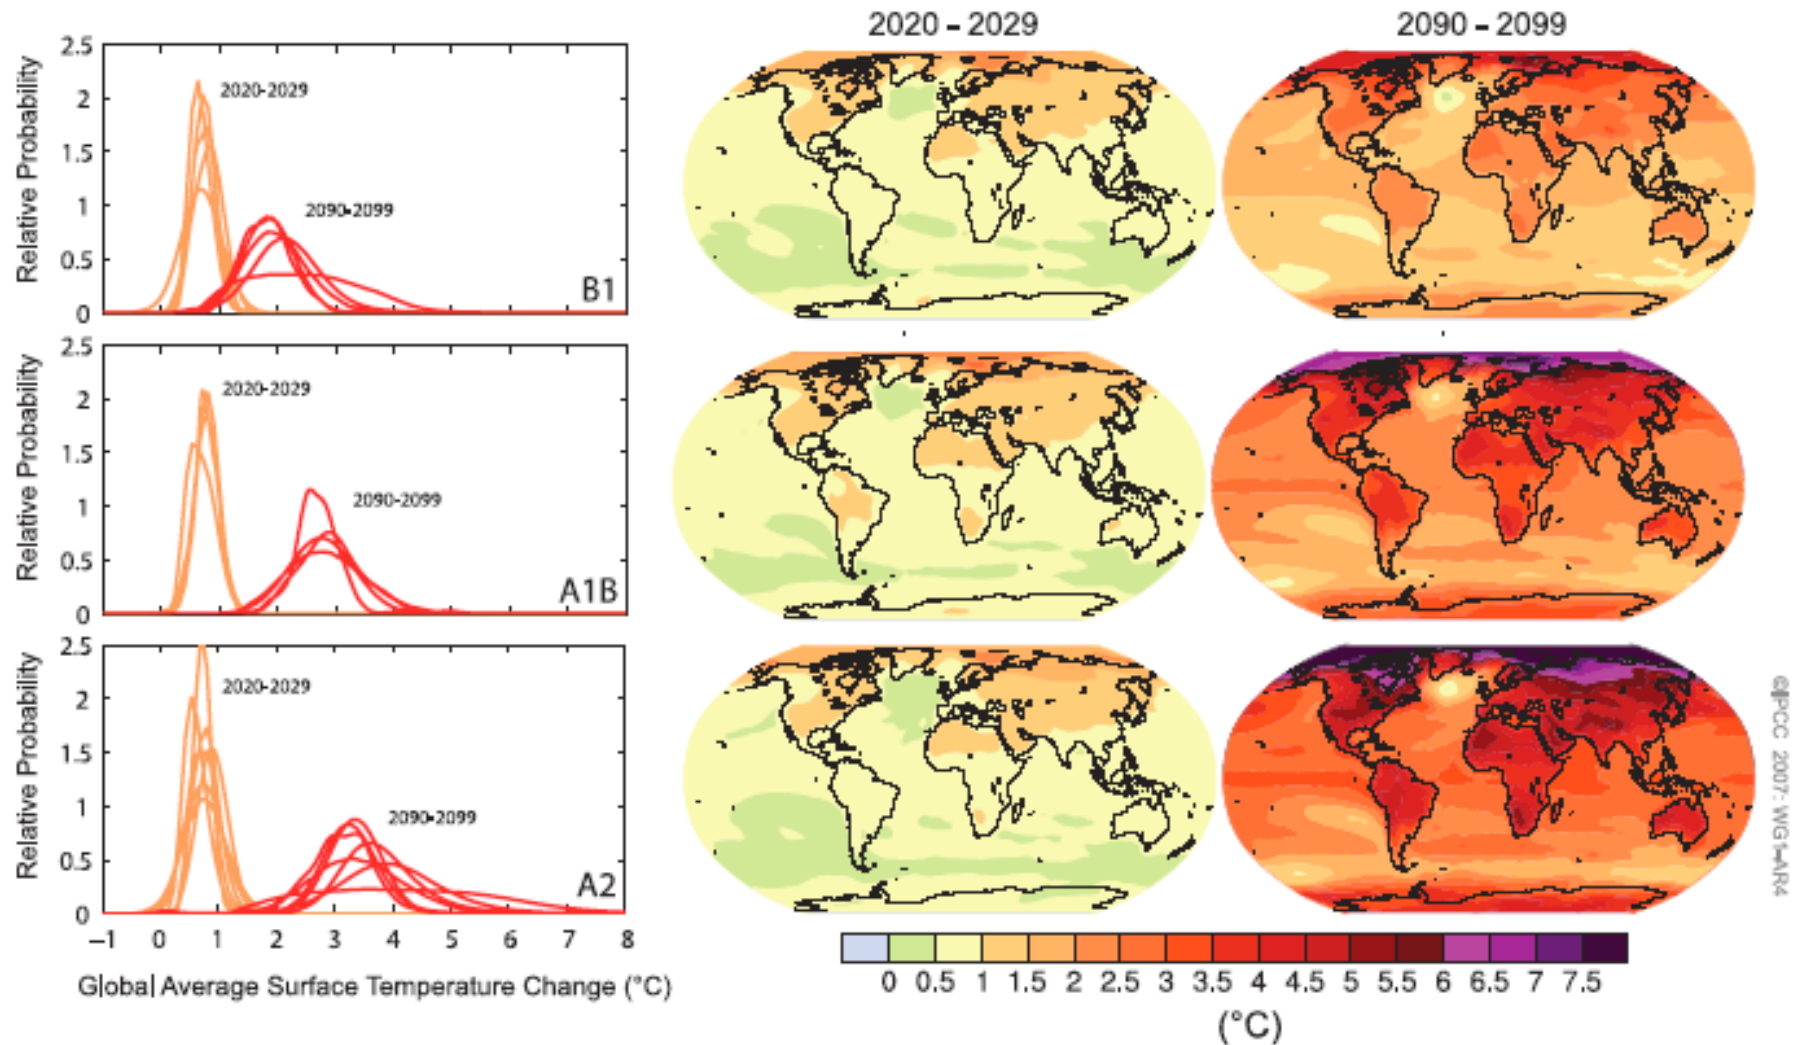 2020 – 2029
2090 – 2099
Relative Probability
2.5
2
1.5
1
0.5
0
2020-2029
2090-2099
B1
Relative Probability
2.5
2
1.5
1
0.5
0
2020-2029
2090-2099
A1B
Relative Probability
2.5
2
1.5
1
0.5
0
2020-2029
2090-2099
A2
–1 0 1 2 3 4 5 6 7 8
Global Average Surface Temperature Change (°C)
0 0.5 1 1.5 2 2.5 3 3.5 4 4.5 5 5.5 6 6.5 7 7.5
(°C)
©IPCC 2007: WG1-AR4